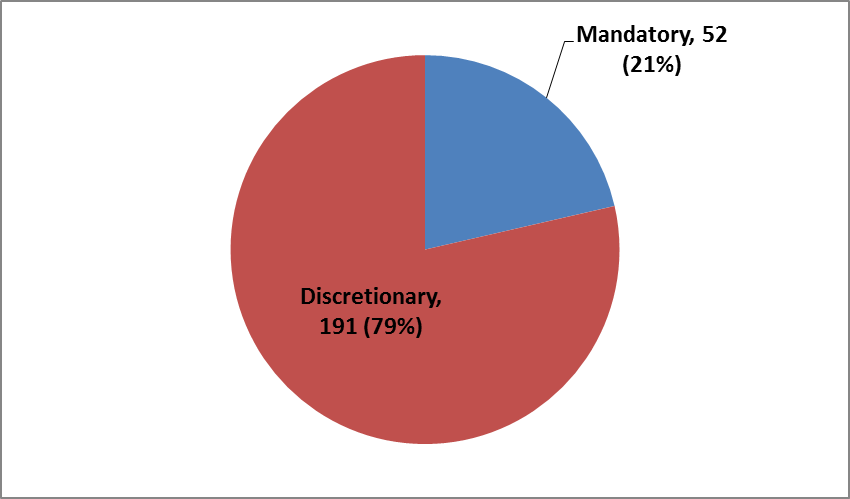 Mandatory, 52
(21%)
Discretionary,
191 (79%)